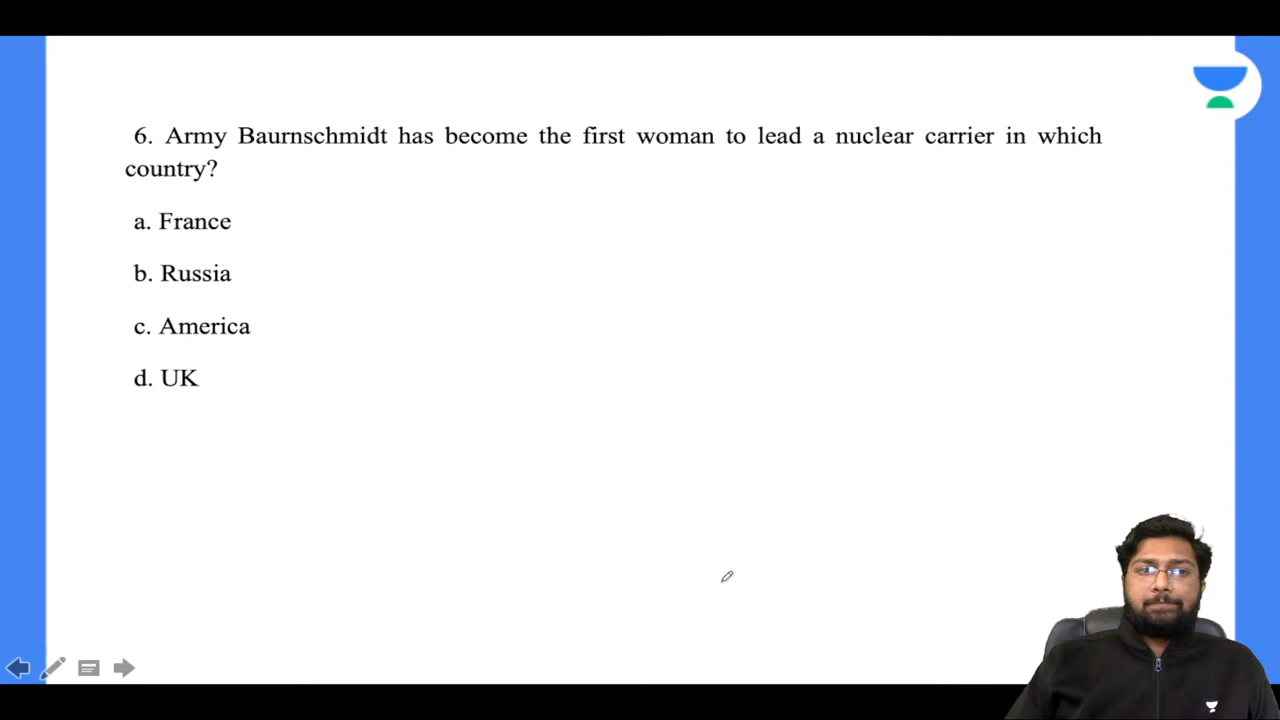 6. Army Baurnschmidt has become the first woman to lead a nuclear carrier in which
country?
a. France
b. Russia
c. America
d. UK